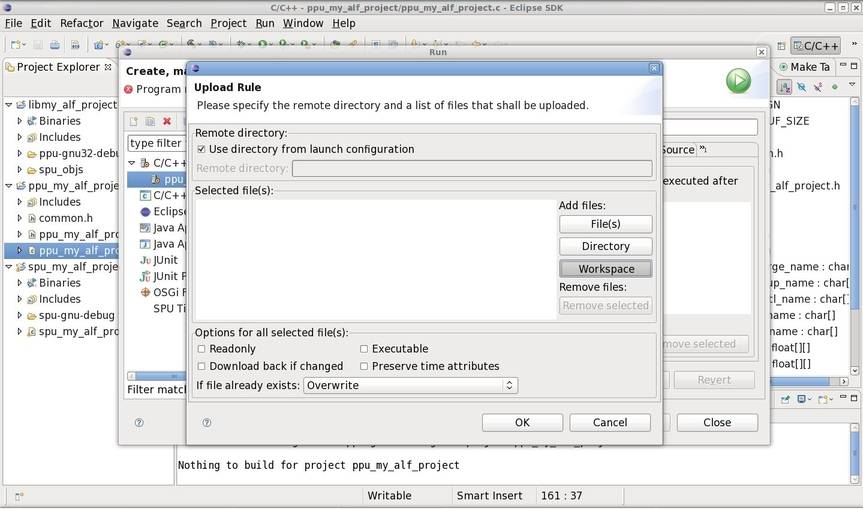 C/C++ - ppu_my_alf_project/ppu_my_alf_project.c - Eclipse SDK
File Edit Refactor Navigate Search Project Run Window Help
C/C++
Project Explorer
Make Ta
Run
Create, ma
Program
type filter
C/C++
ppu
C/C++
Eclipse
Java Ap
Java Ap
JUnit
JUnit P
OSGi F
SPU Ti
Filter match
libmy_alf_project
Binaries
Includes
ppu-gnu32-deb
spu_objs
ppu_my_alf_proje
Includes
common.h
ppu_my_alf_pro
ppu_my_alf_pro
spu_my_alf_proje
Binaries
Includes
spu-gnu-debug
spu_my_alf_pro
Upload Rule
Please specify the remote directory and a list of files that shall be uploaded.
Remote directory:
Use directory from launch configuration
Remote directory:
Selected file(s):
Add files:
File(s)
Directory
Workspace
Remove files:
Remove selected
Options for all selected file(s):
Readonly
Executable
Download back if changed
Preserve time attributes
If file already exists: Overwrite
OK
Cancel
Source
executed after
move selected
Revert
Close
GN
UF_SIZE
_alf_project.h
rge_name : char[]
up_name : char[]
tl_name : char[]
name : char[]
float[][]
float[][]
Nothing to build for project ppu_my_alf_project
Writable
Smart Insert
161 : 37